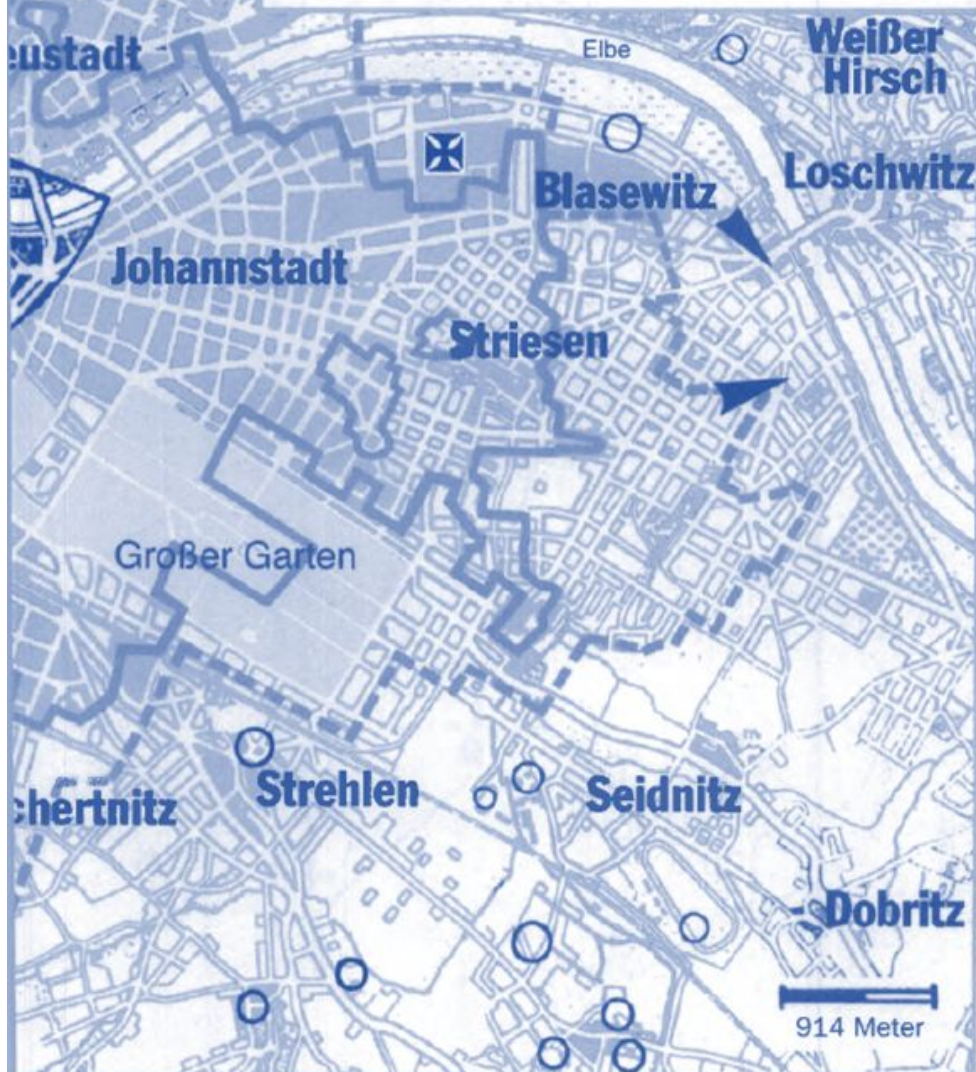 eustadt
Elbe
Weißer
Hirsch
Loschwitz
Blasewitz
Johannstadt
Striesen
Großer Garten
Strehlen
Seidnitz
chertnitz
Dobritz
914 Meter